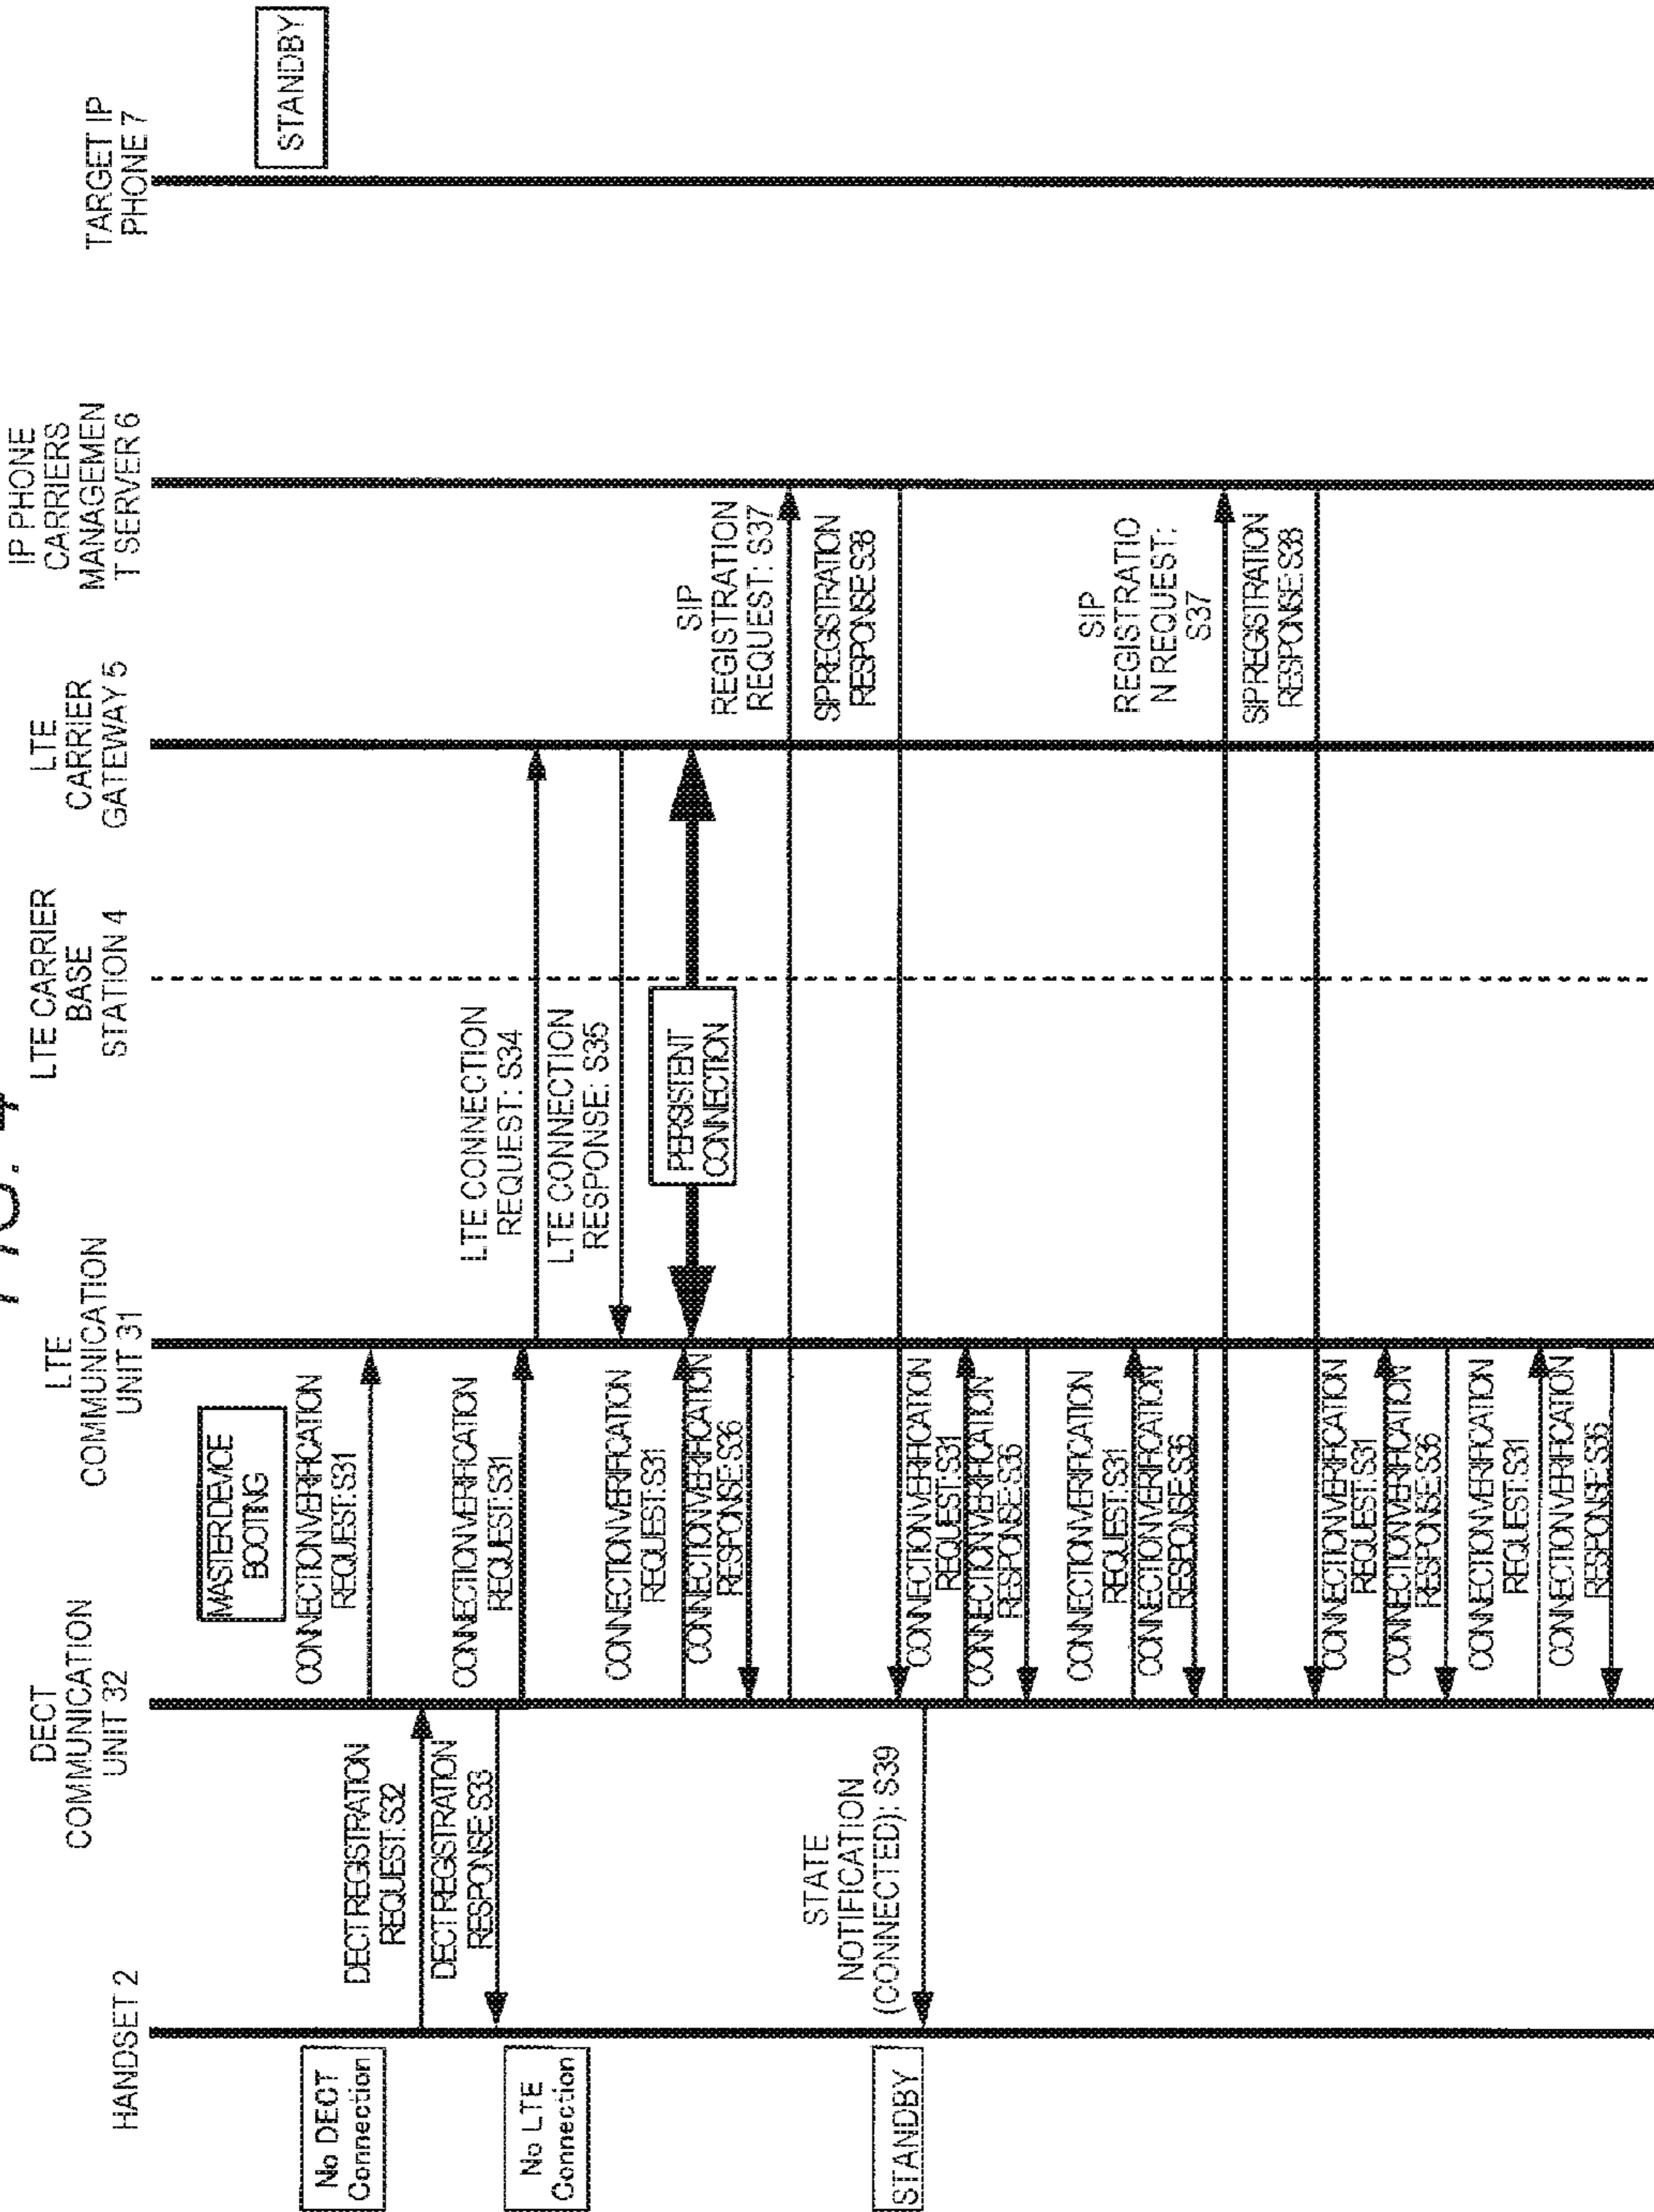 FIG. 4
HANDSET 2
DECT
COMMUNICATION
UNIT 32
LTE
COMMUNICATION
UNIT 31
LTE CARRIER
BASE
STATION 4
LTE
CARRIER
GATEWAY 5
IP PHONE
CARRIERS
MANAGEMEN
T SERVER 6
TARGET IP
PHONE 7
MASTER DEVICE
BOOTING
STANDBY
No DECT
Connection
CONNECTION VERIFICATION
REQUEST: S31
DECT REGISTRATION
REQUEST: S32
DECT REGISTRATION
RESPONSE: S33
No LTE
Connection
CONNECTION VERIFICATION
REQUEST: S31
LTE CONNECTION
REQUEST: S34
LTE CONNECTION
RESPONSE: S35
CONNECTION VERIFICATION
REQUEST: S31
PERSISTENT
CONNECTION
CONNECTION VERIFICATION
RESPONSE: S36
SIP
REGISTRATION
REQUEST: S37
SIP REGISTRATION
RESPONSE: S38
STATE
NOTIFICATION
(CONNECTED): S39
STANDBY
CONNECTION VERIFICATION
REQUEST: S31
CONNECTION VERIFICATION
RESPONSE: S36
CONNECTION VERIFICATION
REQUEST: S31
CONNECTION VERIFICATION
RESPONSE: S36
SIP
REGISTRATIO
N REQUEST:
S37
SIP REGISTRATION
RESPONSE: S38
CONNECTION VERIFICATION
REQUEST: S31
CONNECTION VERIFICATION
RESPONSE: S36
CONNECTION VERIFICATION
REQUEST: S31
CONNECTION VERIFICATION
RESPONSE: S36